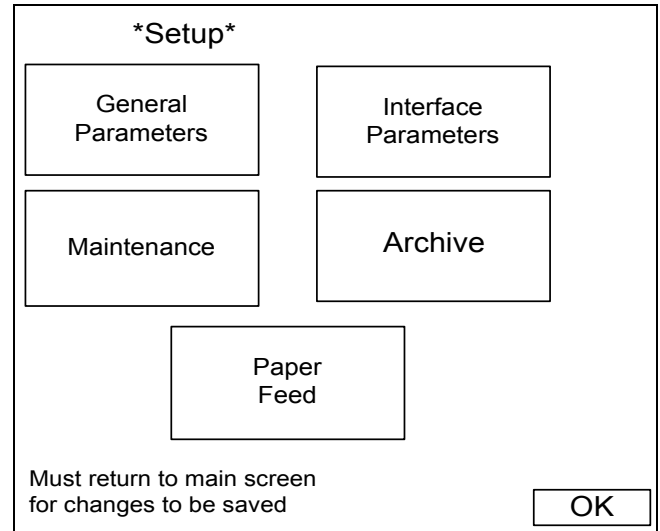 *Setup*
General
Parameters
Interface
Parameters
Maintenance
Archive
Paper
Feed
Must return to main screen
for changes to be saved
OK